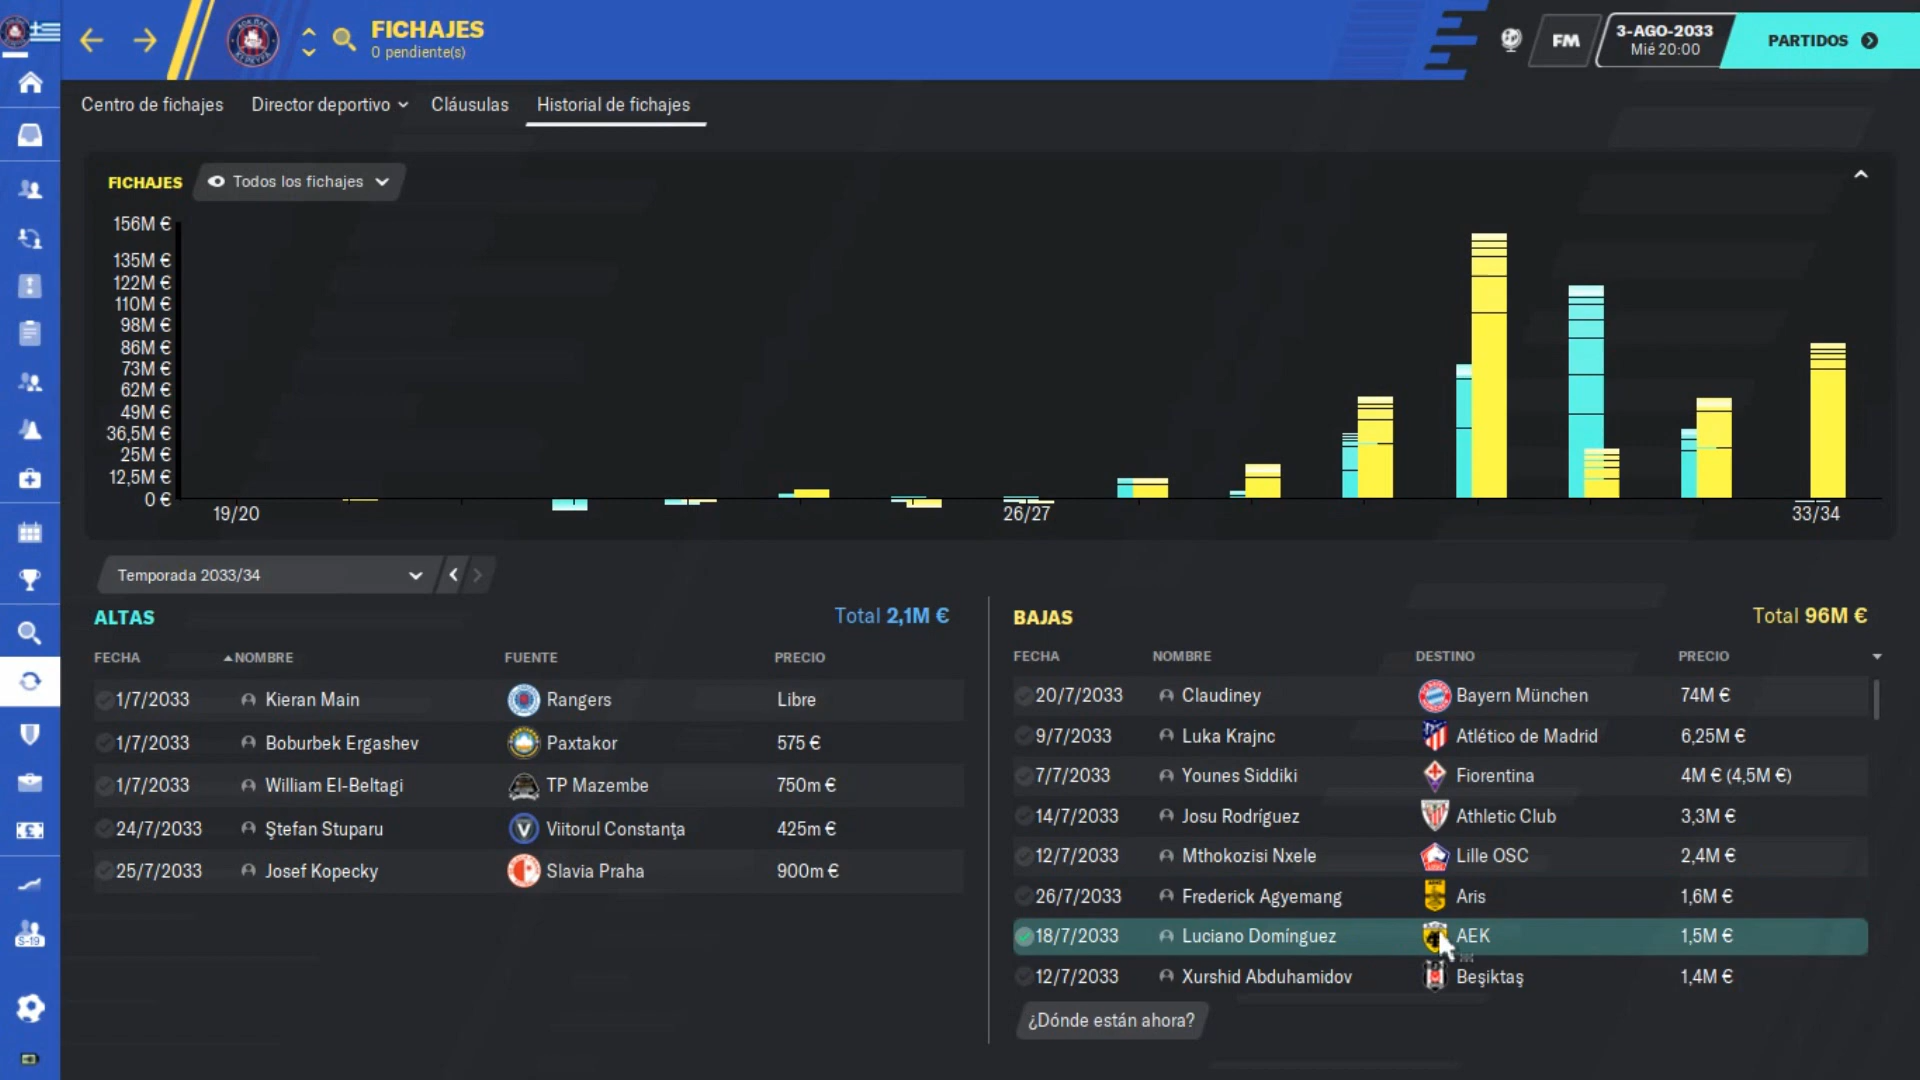 FICHAJES
0 pendiente(s)
FM
3-AGO-2033
Mié 20:00
PARTIDOS
Centro de fichajes
Director deportivo
Cláusulas
Historial de fichajes
FICHAJES
Todos los fichajes
156M €
135M €
122M €
110M €
98M €
86M €
73M €
62M €
49M €
36,5M €
25M €
12,5M €
0 €
19/20
26/27
33/34
Temporada 2033/34
ALTAS
Total 2,1M €
FECHA NOMBRE FUENTE PRECIO
1/7/2033 Kieran Main Rangers Libre
1/7/2033 Boburbek Ergashev Paxtakor 575 €
1/7/2033 William El-Beltagi TP Mazembe 750m €
24/7/2033 Ștefan Stuparu Viitorul Constanța 425m €
25/7/2033 Josef Kopecky Slavia Praha 900m €
BAJAS
Total 96M €
FECHA NOMBRE DESTINO PRECIO
20/7/2033 Claudiney Bayern München 74M €
9/7/2033 Luka Krajnc Atlético de Madrid 6,25M €
7/7/2033 Younes Siddiki Fiorentina 4M € (4,5M €)
14/7/2033 Josu Rodríguez Athletic Club 3,3M €
12/7/2033 Mthokozisi Nxele Lille OSC 2,4M €
26/7/2033 Frederick Agyemang Aris 1,6M €
18/7/2033 Luciano Domínguez AEK 1,5M €
12/7/2033 Xurshid Abduhamidov Beşiktaş 1,4M €
¿Dónde están ahora?
S-19